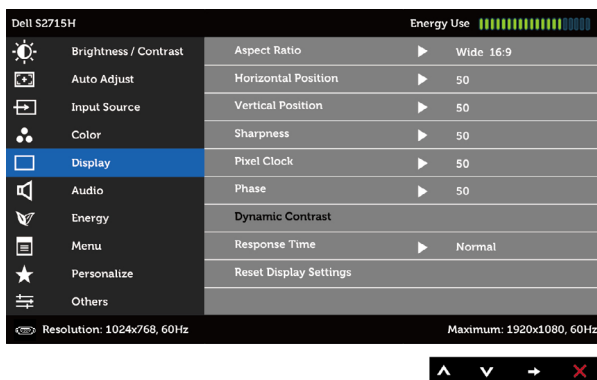 Dell S2715H Energy Use
Brightness / Contrast Aspect Ratio Wide 16:9
Auto Adjust Horizontal Position 50
Input Source Vertical Position 50
Color Sharpness 50
Display Pixel Clock 50
Audio Phase 50
Energy Dynamic Contrast
Menu Response Time Normal
Personalize Reset Display Settings
Others
Resolution: 1024x768, 60Hz Maximum: 1920x1080, 60Hz